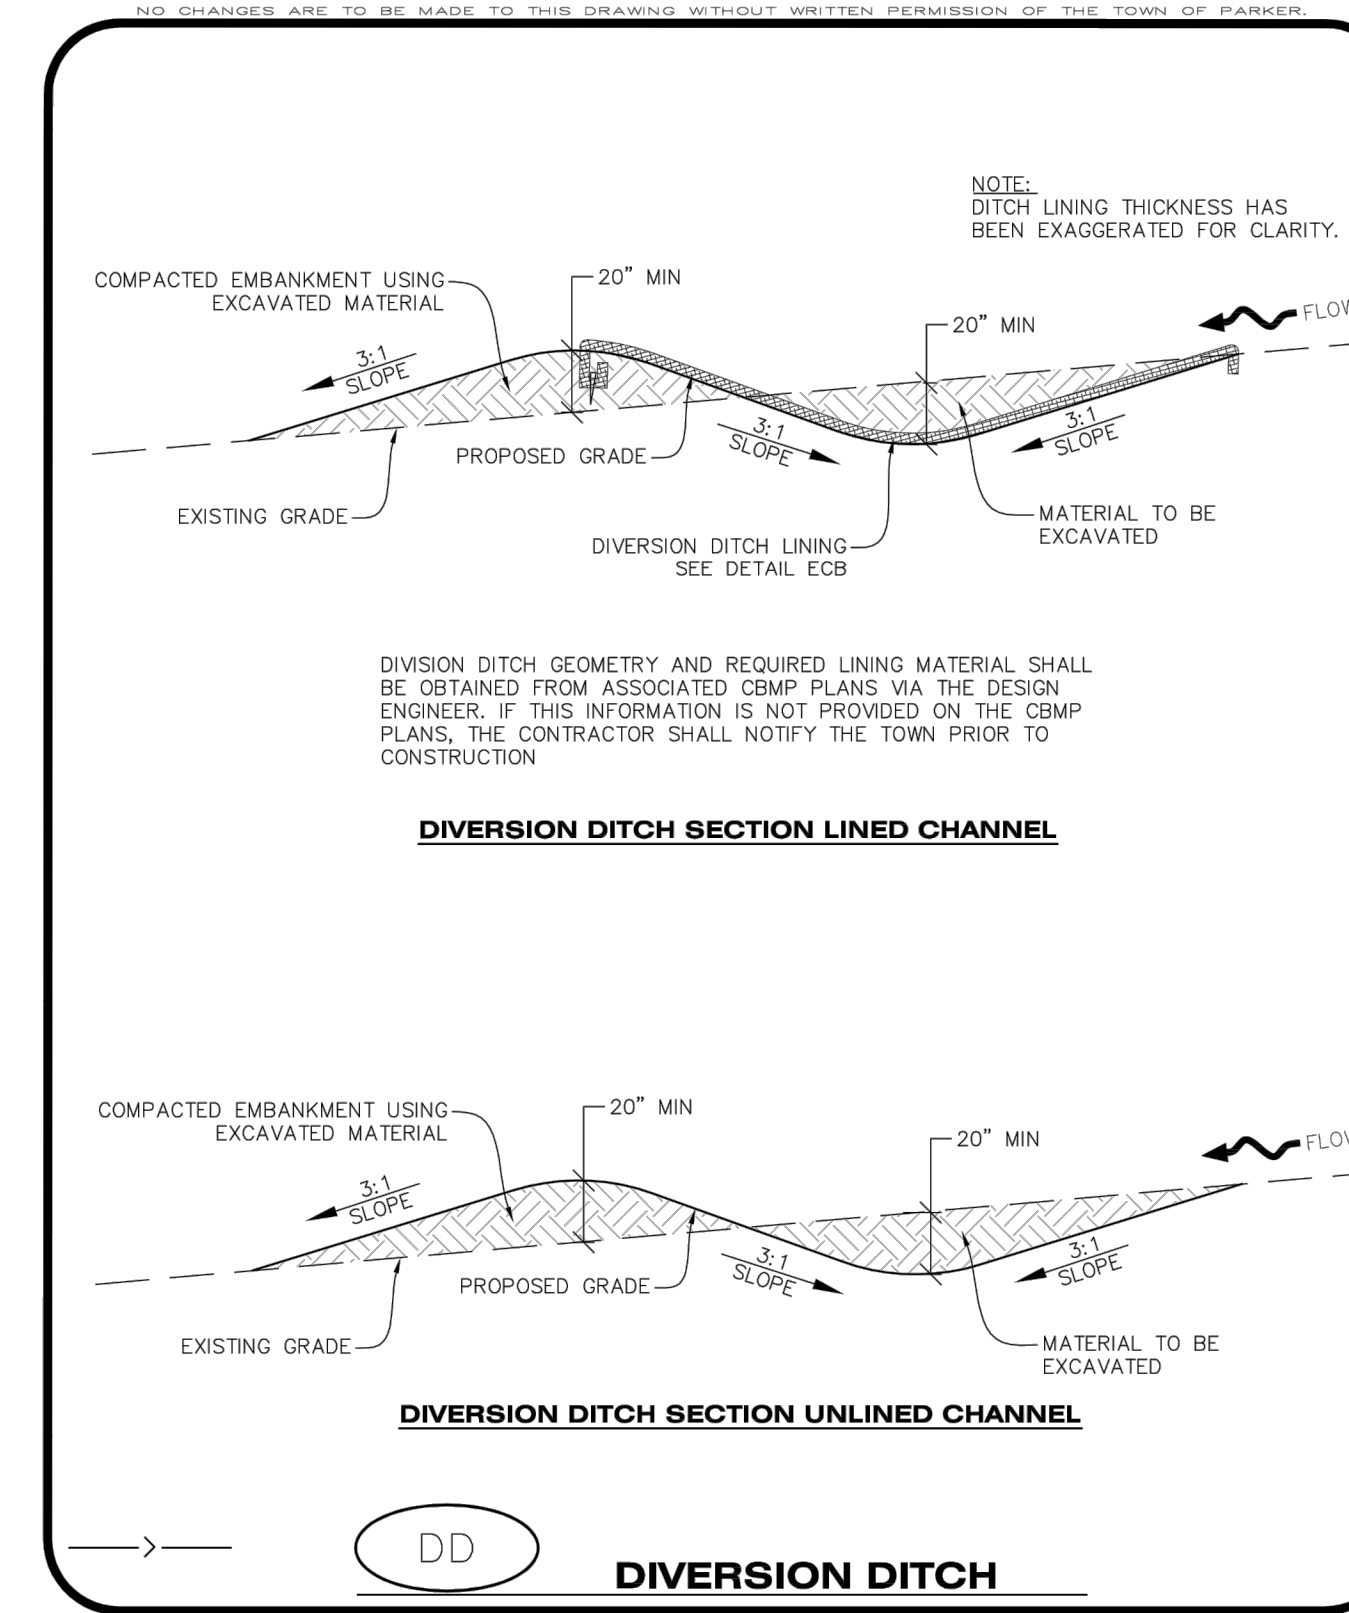 NO CHANGES ARE TO BE MADE TO THIS DRAWING WITHOUT WRITTEN PERMISSION OF THE TOWN OF PARKER.
NOTE:
DITCH LINING THICKNESS HAS
BEEN EXAGGERATED FOR CLARITY.
COMPACTED EMBANKMENT USING
EXCAVATED MATERIAL
20" MIN
20" MIN
3:1
SLOPE
PROPOSED GRADE
3:1
SLOPE
3:1
SLOPE
EXISTING GRADE
MATERIAL TO BE
EXCAVATED
DIVERSION DITCH LINING
SEE DETAIL ECB
DIVISION DITCH GEOMETRY AND REQUIRED LINING MATERIAL SHALL
BE OBTAINED FROM ASSOCIATED CBMP PLANS VIA THE DESIGN
ENGINEER. IF THIS INFORMATION IS NOT PROVIDED ON THE CBMP
PLANS, THE CONTRACTOR SHALL NOTIFY THE TOWN PRIOR TO
CONSTRUCTION
DIVERSION DITCH SECTION LINED CHANNEL
COMPACTED EMBANKMENT USING
EXCAVATED MATERIAL
20" MIN
20" MIN
3:1
SLOPE
PROPOSED GRADE
3:1
SLOPE
3:1
SLOPE
EXISTING GRADE
MATERIAL TO BE
EXCAVATED
DIVERSION DITCH SECTION UNLINED CHANNEL
DD
DIVERSION DITCH